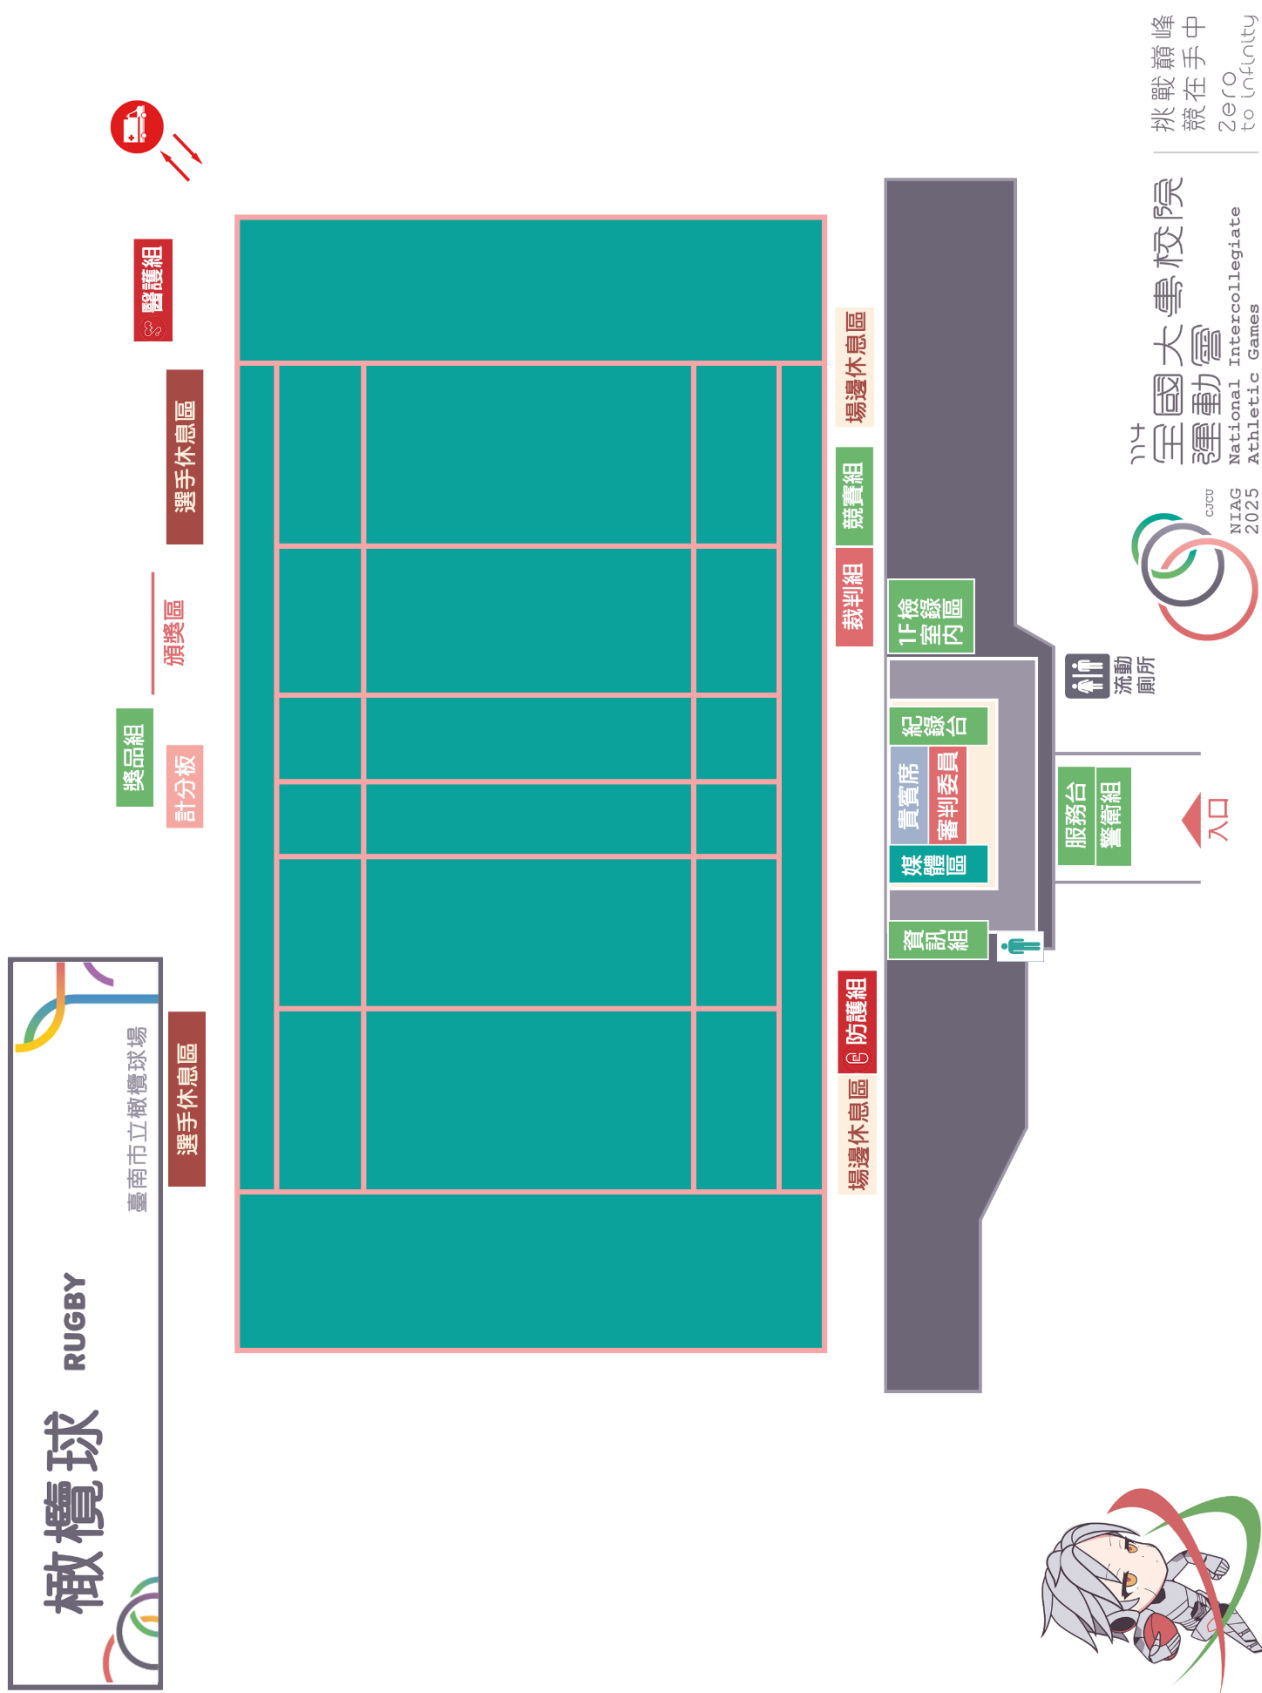 橄欖球 RUGBY
臺南市立橄欖球場
獎品組
醫護組
選手休息區
計分板
頒獎區
選手休息區
場邊休息區
防護組
裁判組
競賽組
場邊休息區
資訊組
媒體區
貴賓席
審判委員
紀錄台
1F檢錄
室內區
服務台
警衛組
流動
廁所
入口
CJCU
NIAG
2025
114
全國大專校院
運動會
National Intercollegiate
Athletic Games
挑戰巔峰
競在手中
Zero
to infinity